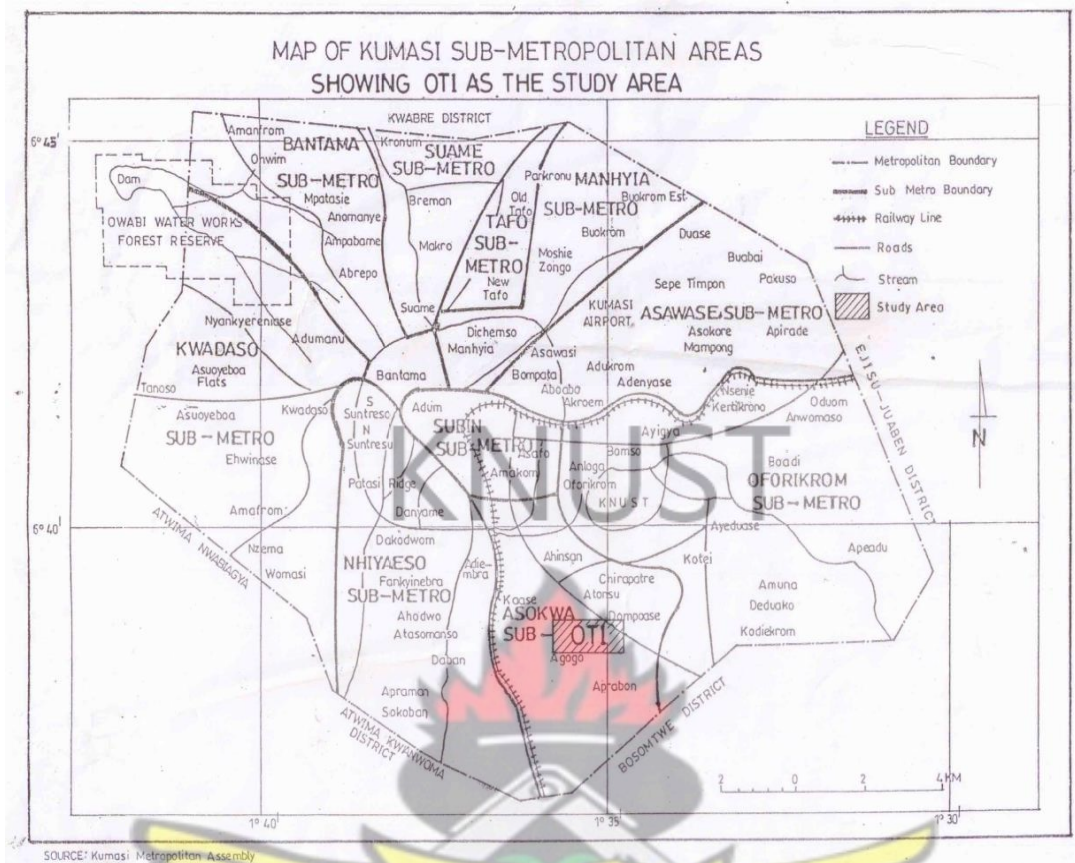 MAP OF KUMASI SUB-METROPOLITAN AREAS
SHOWING OTI AS THE STUDY AREA
KWABRE DISTRICT
6°45'
LEGEND
Metropolitan Boundary
Sub Metro Boundary
Railway Line
Roads
Stream
Study Area
Amanfrom
BANTAMA
Kronum
SUAME
SUB-METRO
Ohwim
SUB-METRO
Parkronu
MANHYIA
Dam
Mpatasie
Breman
Old
Tafo
Buokrom Est.
SUB-METRO
Anomanye
TAFO
SUB-
METRO
Buokrom
Duase
OWABI WATER WORKS
FOREST RESERVE
Ampabame
Makro
Moshie
Zongo
Buabai
Abrepo
New
Tafo
Sepe Timpon
Pakuso
Suame
KUMASI
AIRPORT
ASAWASE SUB-METRO
Nyankyereniase
Dichemso
Asokore
Mampong
Apirade
Adumanu
Manhyia
Asawasi
KWADASO
Asuoyeboa
Flats
Bantama
Bompata
Adukrom
Aboabo
Adenyase
EJISU-JUABEN DISTRICT
Tanoso
Akroem
Nsenie
Kentikrono
Oduom
Anwomaso
Asuoyeboa
Kwadaso
S
Suntreso
N
Suntresu
Adum
SUBIN
SUB-METRO
SUB-METRO
Asafo
Ayigya
Ehwinase
Amakom
Anloga
Bomso
Boadi
Oforikrom
OFORIKROM
SUB-METRO
Patasi
Ridge
KNUST
KNUST
N
Amafrom
Danyame
Ayeduase
6°40'
ATWIMA NWABIAGYA
Nzema
Dakodwom
Ahinsan
Kotei
Apeadu
Womasi
NHIYAESO
SUB-METRO
Fankyinebra
Adie-
mbra
Chirapatre
Atonsu
Amuna
Kaase
Deduako
Ahodwo
ASOKWA
SUB-
OTI
Dompoase
Kodiekrom
Atasomanso
Daban
Agogo
Apraman
Aprabon
Sokoban
ATWIMA KWANWOMA
DISTRICT
BOSOMTWE DISTRICT
2 0 2 4 KM
1°40'
1°35'
1°30'
SOURCE: Kumasi Metropolitan Assembly